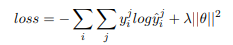 loss = − ∑_i ∑_j y_i^j log ŷ_i^j + λ||θ||²